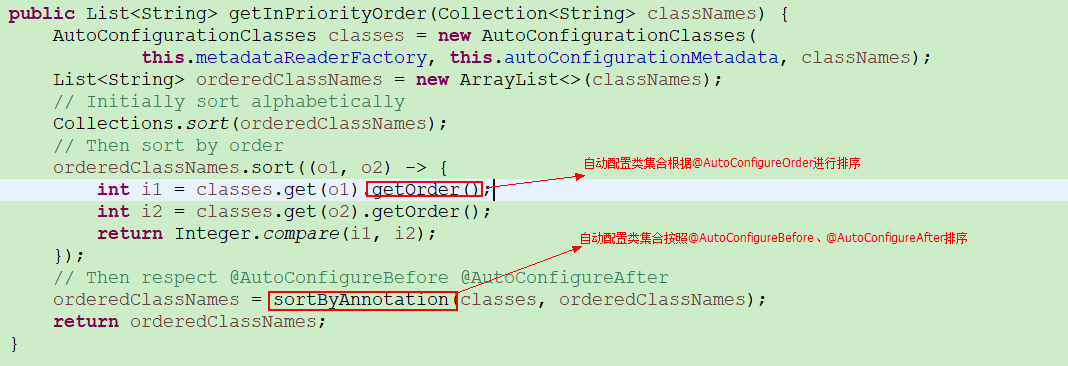 public List<String> getInPriorityOrder(Collection<String> classNames) {
AutoConfigurationClasses classes = new AutoConfigurationClasses(
this.metadataReaderFactory, this.autoConfigurationMetadata, classNames);
List<String> orderedClassNames = new ArrayList<>(classNames);
// Initially sort alphabetically
Collections.sort(orderedClassNames);
// Then sort by order
orderedClassNames.sort((o1, o2) -> {
自动配置类集合根据@AutoConfigureOrder进行排序
int i1 = classes.get(o1).getOrder();
int i2 = classes.get(o2).getOrder();
return Integer.compare(i1, i2);
自动配置类集合按照@AutoConfigureBefore、@AutoConfigureAfter排序
});
// Then respect @AutoConfigureBefore @AutoConfigureAfter
orderedClassNames = sortByAnnotation(classes, orderedClassNames);
return orderedClassNames;
}